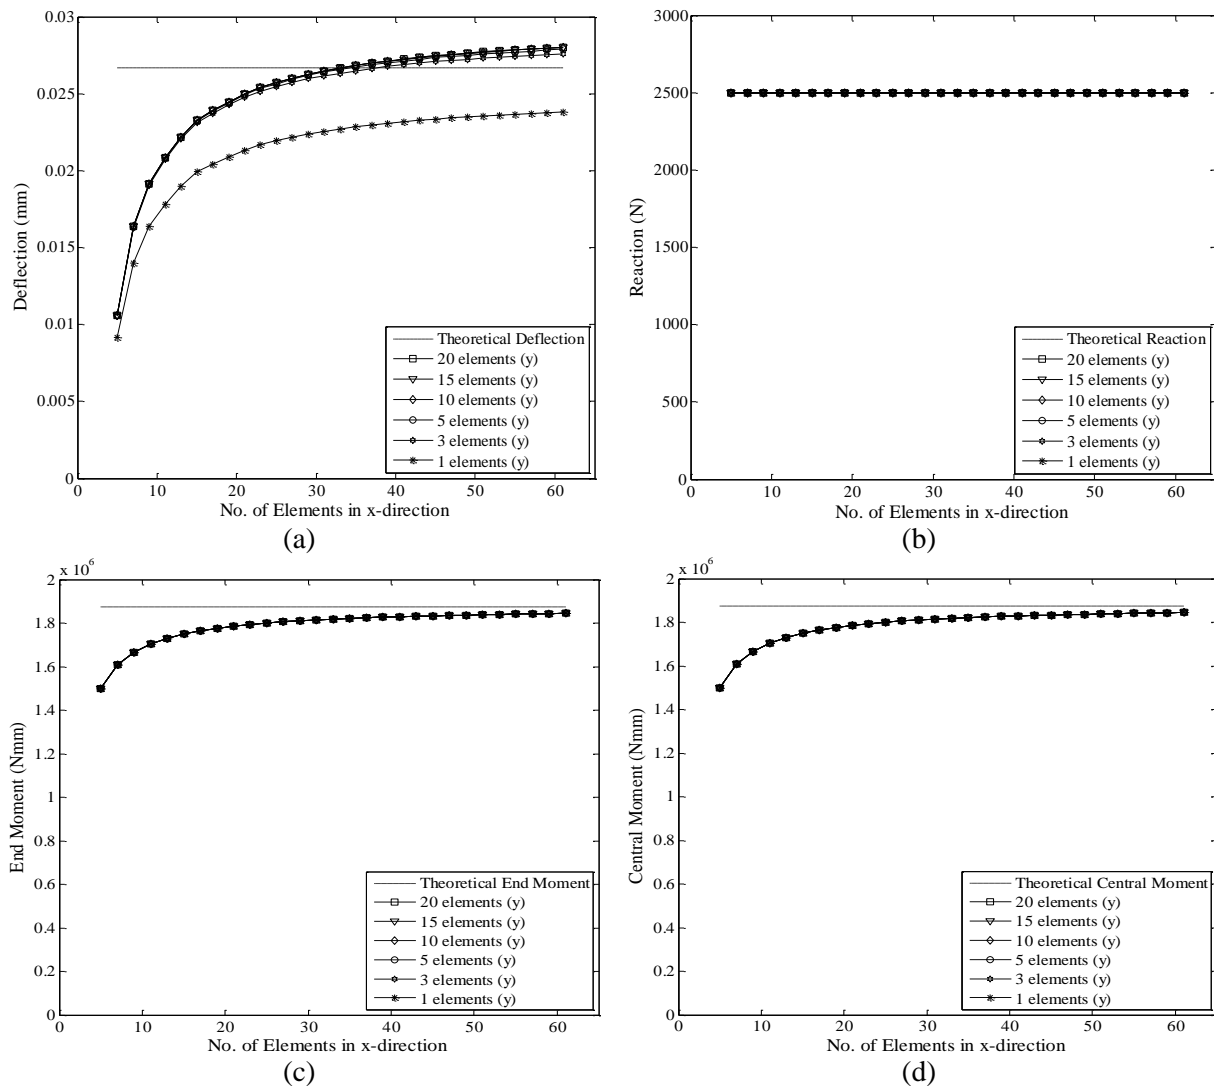 0.03
0.025
0.02
0.015
0.01
0.005
0
0 10 20 30 40 50 60
Deflection (mm)
No. of Elements in x-direction
Theoretical Deflection
20 elements (y)
15 elements (y)
10 elements (y)
5 elements (y)
3 elements (y)
1 elements (y)
(a)
3000
2500
2000
1500
1000
500
0
0 10 20 30 40 50 60
Reaction (N)
No. of Elements in x-direction
Theoretical Reaction
20 elements (y)
15 elements (y)
10 elements (y)
5 elements (y)
3 elements (y)
1 elements (y)
(b)
x 10⁶
2
1.8
1.6
1.4
1.2
1
0.8
0.6
0.4
0.2
0
0 10 20 30 40 50 60
End Moment (Nmm)
No. of Elements in x-direction
Theoretical End Moment
20 elements (y)
15 elements (y)
10 elements (y)
5 elements (y)
3 elements (y)
1 elements (y)
(c)
x 10⁶
2
1.8
1.6
1.4
1.2
1
0.8
0.6
0.4
0.2
0
0 10 20 30 40 50 60
Central Moment (Nmm)
No. of Elements in x-direction
Theoretical Central Moment
20 elements (y)
15 elements (y)
10 elements (y)
5 elements (y)
3 elements (y)
1 elements (y)
(d)